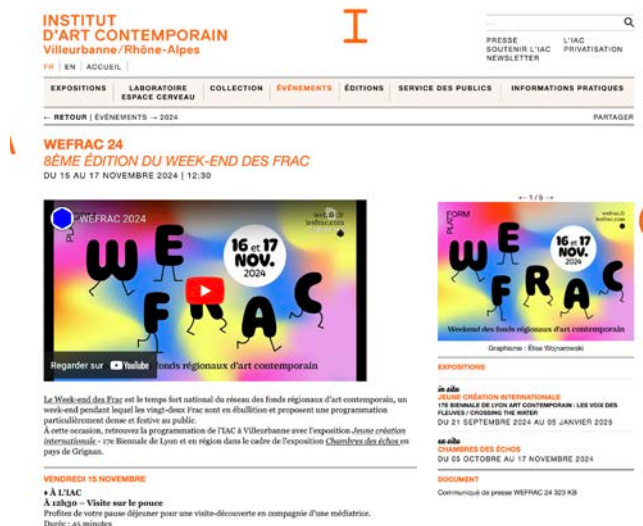 INSTITUT
D'ART CONTEMPORAIN
Villeurbanne/Rhône-Alpes
FR | EN | ACCUEIL |
PRESSE
SOUTENIR L'IAC
NEWSLETTER
L'IAC
PRIVATISATION
EXPOSITIONS
LABORATOIRE
ESPACE CERVEAU
COLLECTION
ÉVÉNEMENTS
ÉDITIONS
SERVICE DES PUBLICS
INFORMATIONS PRATIQUES
← RETOUR | ÉVÉNEMENTS → 2024
PARTAGER
WEFRAC 24
8ÈME ÉDITION DU WEEK-END DES FRAC
DU 15 AU 17 NOVEMBRE 2024 | 12:30
WEFRAC 2024
PLATFORM
WE
FRAC
16 et 17
NOV.
2024
Regarder sur YouTube
fonds régionaux d'art contemporain
Le Week-end des Frac est le temps fort national du réseau des fonds régionaux d'art contemporain, un
week-end pendant lequel les vingt-deux Frac sont en ébullition et proposent une programmation
particulièrement dense et festive au public.
À cette occasion, retrouvez la programmation de l'IAC à Villeurbanne avec l'exposition Jeune création
internationale - 17e Biennale de Lyon et en région dans le cadre de l'exposition Chambres des échos en
pays de Grignan.
VENDREDI 15 NOVEMBRE
♦ À L'IAC
À 12h30 – Visite sur le pouce
Profitez de votre pause déjeuner pour une visite-découverte en compagnie d'une médiatrice.
Durée : 45 minutes
← 1 / 5 →
PLATFORM
WE
FRAC
16 et 17
NOV.
2024
Weekend des fonds régionaux d'art contemporain
Graphisme : Élise Wojnarowski
EXPOSITIONS
in situ
JEUNE CRÉATION INTERNATIONALE
17E BIENNALE DE LYON ART CONTEMPORAIN : LES VOIX DES
FLEUVES / CROSSING THE WATER
DU 21 SEPTEMBRE 2024 AU 05 JANVIER 2025
ex situ
CHAMBRES DES ÉCHOS
DU 05 OCTOBRE AU 17 NOVEMBRE 2024
DOCUMENT
Communiqué de presse WEFRAC 24 323 KB